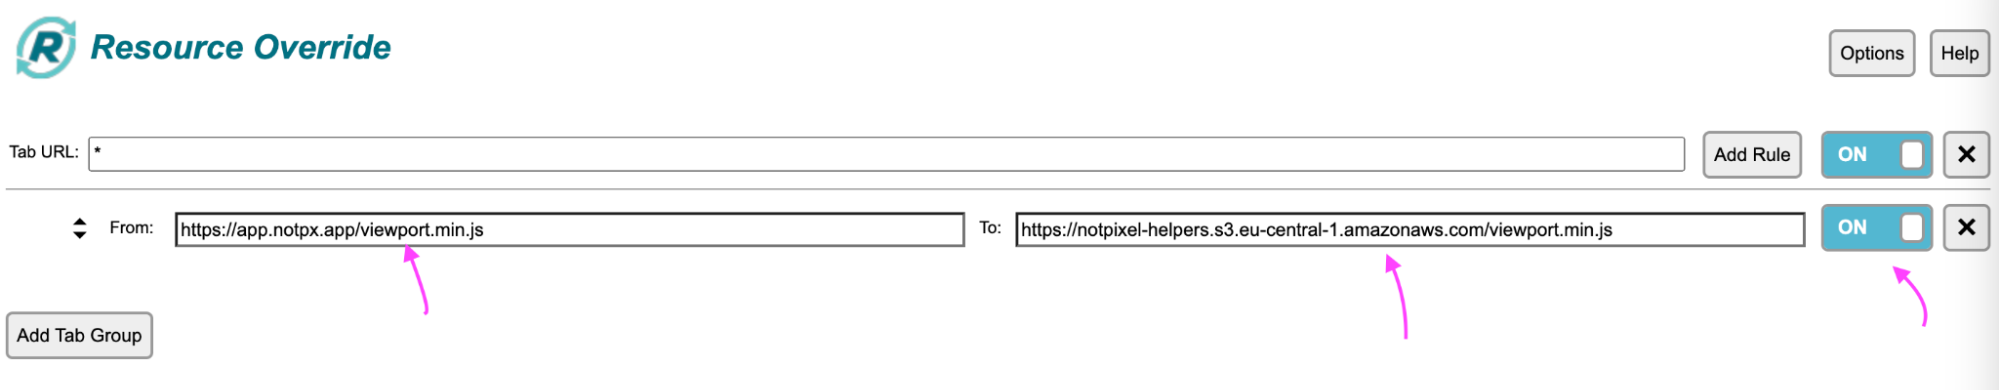 R Resource Override
Options Help
Tab URL: * Add Rule ON ✕
From: https://app.notpx.app/viewport.min.js To: https://notpixel-helpers.s3.eu-central-1.amazonaws.com/viewport.min.js ON ✕
Add Tab Group